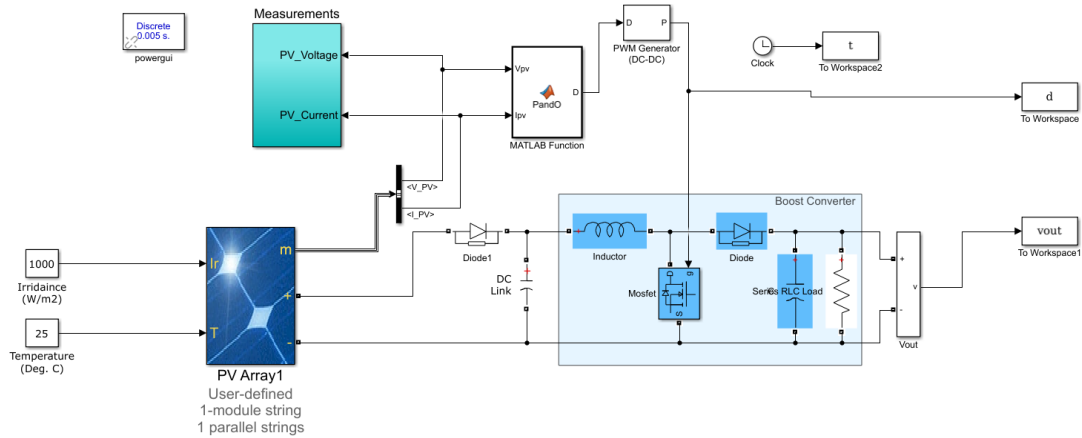 Measurements
Discrete
0.005 s.
powergui
PV_Voltage
PV_Current
Vpv
Ipv
PandO
D
MATLAB Function
D
P
PWM Generator
(DC-DC)
Clock
t
To Workspace2
d
To Workspace
<V_PV>
<I_PV>
Boost Converter
1000
Irridaince
(W/m2)
25
Temperature
(Deg. C)
Ir
T
m
+
-
PV Array1
User-defined
1-module string
1 parallel strings
Diode1
+
DC
Link
+
Inductor
Diode
Mosfet
D
g
S
+
Series RLC Load
+
-
v
Vout
vout
To Workspace1